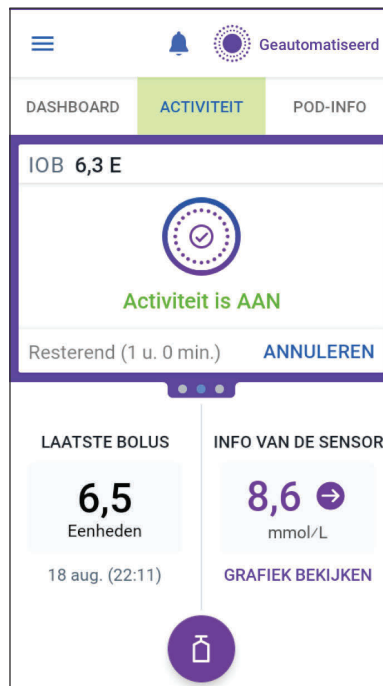 Geautomatiseerd
DASHBOARD ACTIVITEIT POD-INFO
IOB 6,3 E
Activiteit is AAN
Resterend (1 u. 0 min.) ANNULEREN
LAATSTE BOLUS INFO VAN DE SENSOR
6,5 8,6
Eenheden mmol/L
18 aug. (22:11) GRAFIEK BEKIJKEN